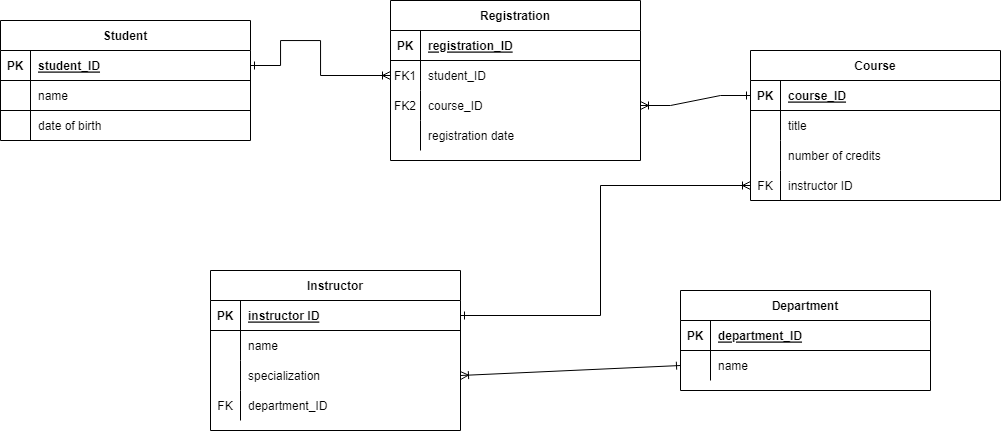 Student
PK student_ID
name
date of birth
Registration
PK registration_ID
FK1 student_ID
FK2 course_ID
registration date
Course
PK course_ID
title
number of credits
FK instructor ID
Instructor
PK instructor ID
name
specialization
FK department_ID
Department
PK department_ID
name